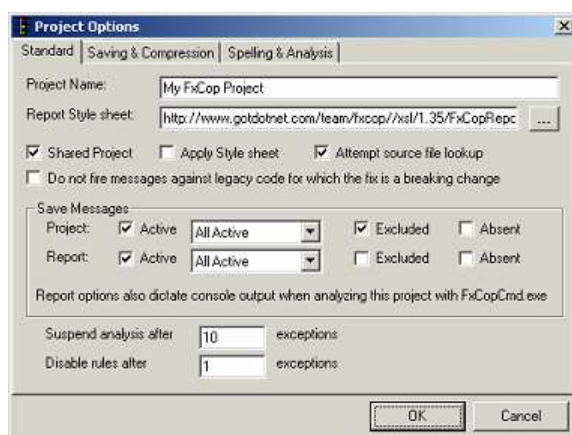 Project Options
Standard Saving & Compression Spelling & Analysis
Project Name: My FxCop Project
Report Style sheet: http://www.gotdotnet.com/team/fxcop//xsl/1.35/FxCopRepc ...
Shared Project Apply Style sheet Attempt source file lookup
Do not fire messages against legacy code for which the fix is a breaking change
Save Messages
Project: Active All Active Excluded Absent
Report: Active All Active Excluded Absent
Report options also dictate console output when analyzing this project with FxCopCmd.exe
Suspend analysis after 10 exceptions
Disable rules after 1 exceptions
OK Cancel